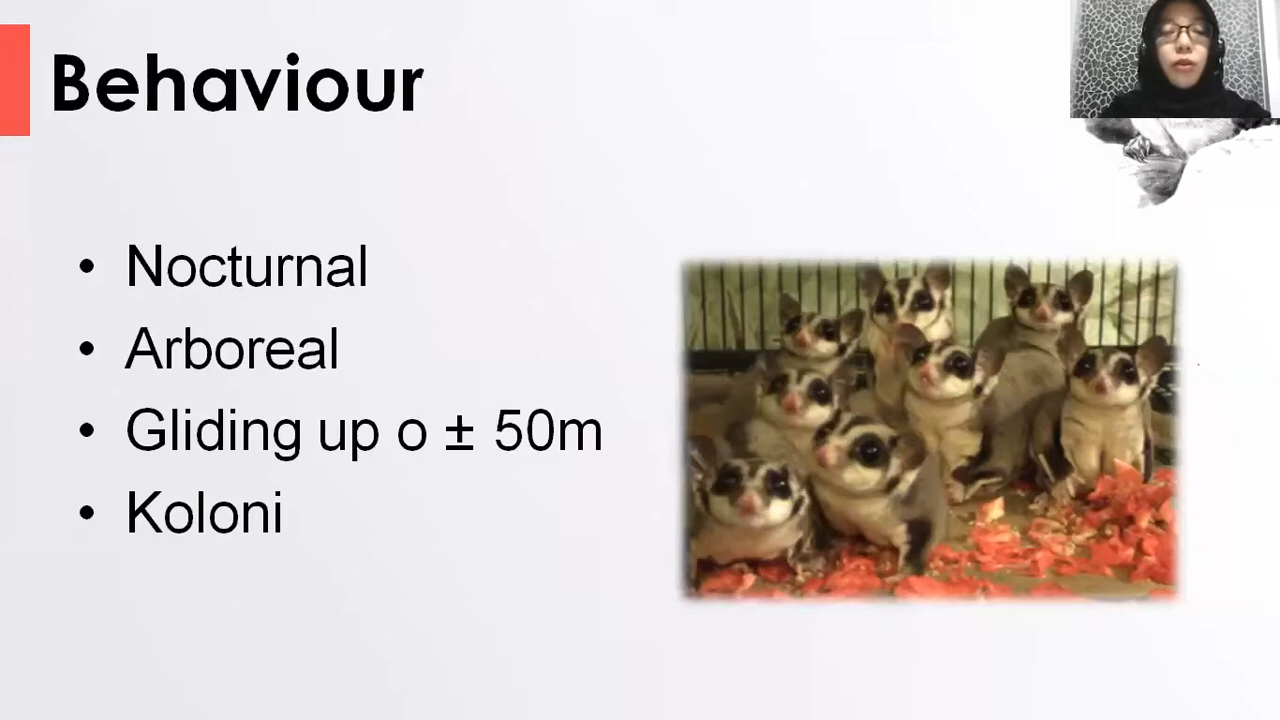 Behaviour
• Nocturnal
• Arboreal
• Gliding up o ± 50m
• Koloni